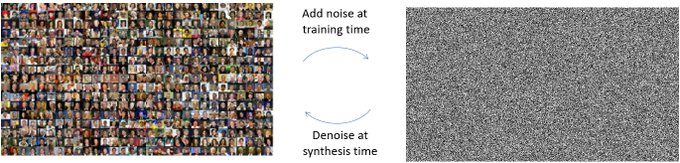 Add noise at
training time
Denoise at
synthesis time